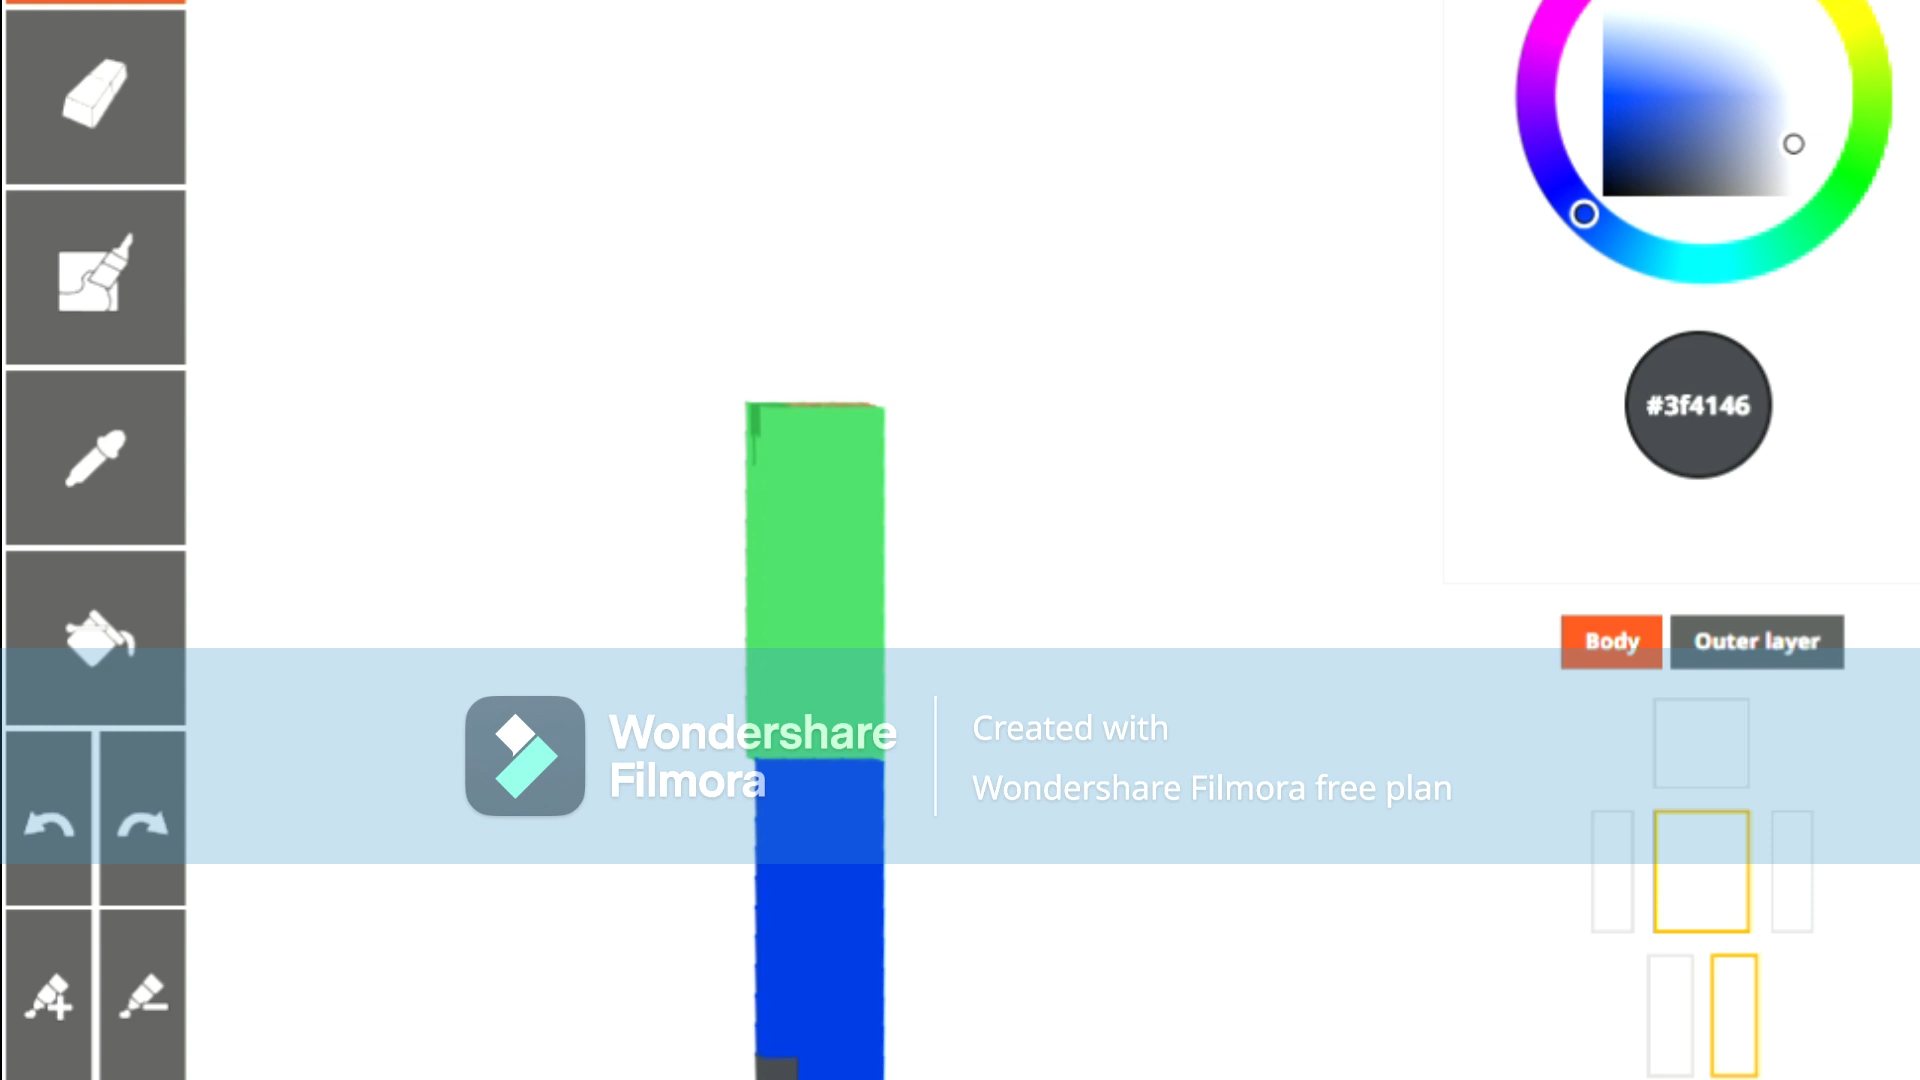 #3f4146
Body
Outer layer
Wondershare
Filmora
Created with
Wondershare Filmora free plan